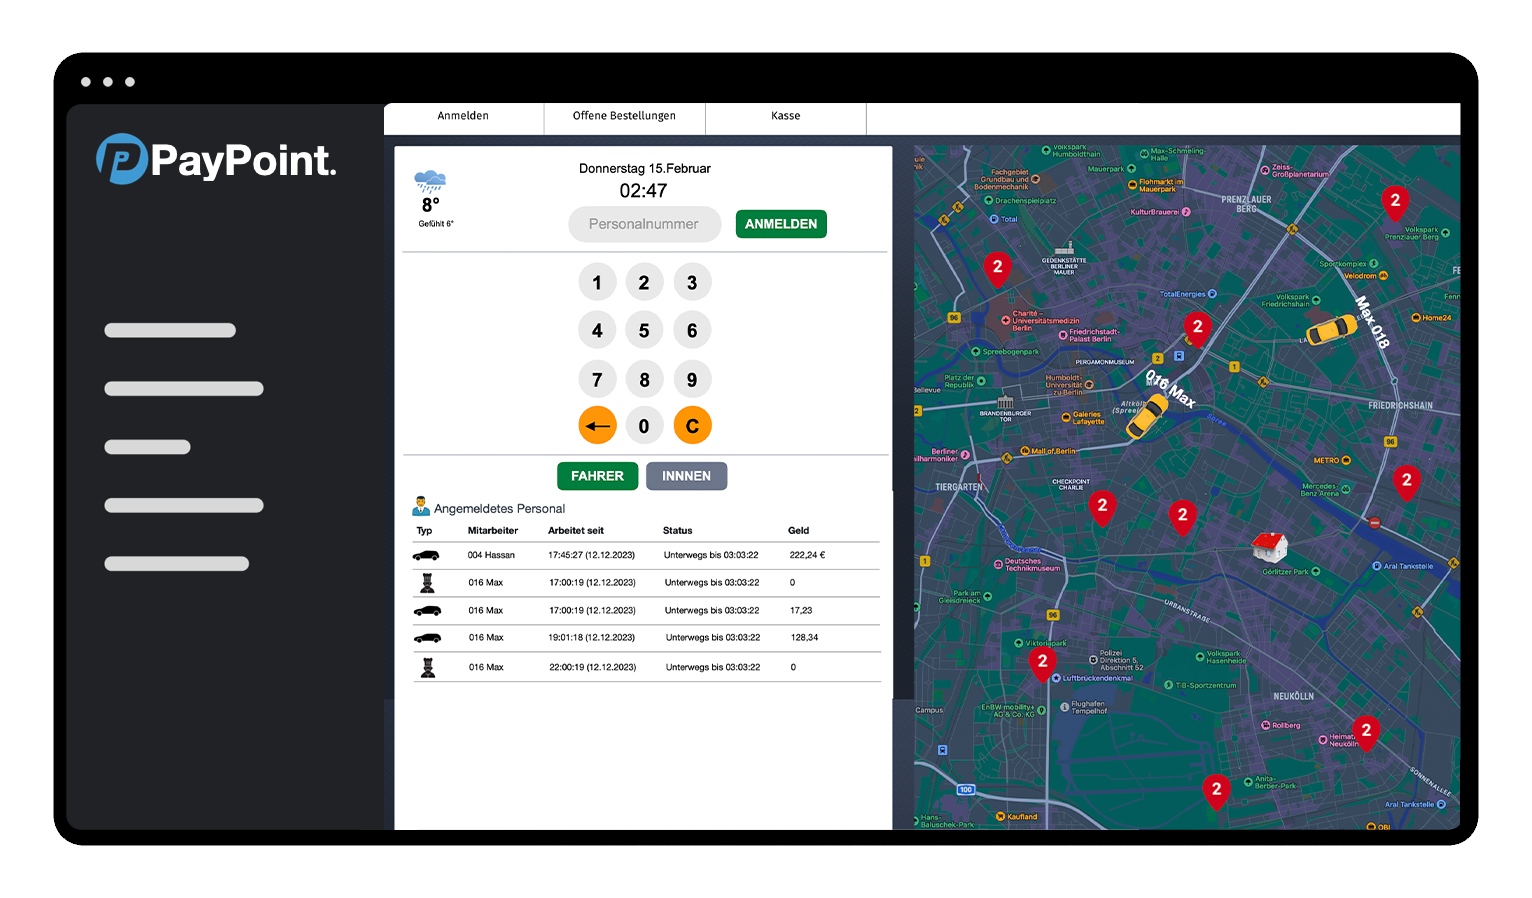 PayPoint.
Anmelden
Offene Bestellungen
Kasse
8°
Gefühlt 6°
Donnerstag 15.Februar
02:47
Personalnummer
ANMELDEN
1 2 3
4 5 6
7 8 9
0 C
FAHRER
INNNEN
Angemeldetes Personal
Typ Mitarbeiter Arbeitet seit Status Geld
004 Hassan 17:45:27 (12.12.2023) Unterwegs bis 03:03:22 222,24 €
016 Max 17:00:19 (12.12.2023) Unterwegs bis 03:03:22 0
016 Max 17:00:19 (12.12.2023) Unterwegs bis 03:03:22 17,23
016 Max 19:01:18 (12.12.2023) Unterwegs bis 03:03:22 128,34
016 Max 22:00:19 (12.12.2023) Unterwegs bis 03:03:22 0
Volkspark
Humboldthain
Max-Schmeling-
Halle
Mauerpark
Zeiss-
Großplanetarium
Fachgebiet
Grundbau und
Bodenmechanik
Flohmarkt im
Mauerpark
Drachenspielplatz
Total
KulturBrauerei
PRENZLAUER
BERG
2
Volkspark
Prenzlauer Berg
GEDENKSTÄTTE
BERLINER
MAUER
2
Sportkomplex
Velodrom
TotalEnergies
Volkspark
Friedrichshain
Max 018
Home24
96
Charité –
Universitätsmedizin
Berlin
Friedrichstadt-
Palast Berlin
2
Spreebogenpark
PERGAMONMUSEUM
2
1
Platz der
Republik
Bellevue
Humboldt-
Universität
zu Berlin
016 Max
BRANDENBURGER
TOR
Galeries
Lafayette
Spree
FRIEDRICHSHAIN
2
96
Berliner
Mall of Berlin
METRO
TIERGARTEN
CHECKPOINT
CHARLIE
Mercedes-
Benz Arena
2
2
2
Görlitzer Park
Aral Tankstelle
1
Deutsches
Technikmuseum
Park am
Gleisdreieck
96
URBANSTRAßE
Viktoriapark
2
Polizei
Direktion 5
Abschnitt 52
Volkspark
Hasenheide
Luftbrückendenkmal
TiB-Sportzentrum
NEUKÖLLN
Campus
EnBW mobility+
AG & Co. KG
Flughafen
Tempelhof
Rollberg
Heimat
Neukölln
2
SONNENALLEE
100
2
Anita-
Berber-Park
Aral Tankstelle
Hans-
Baluschek-Park
Kaufland
OBI